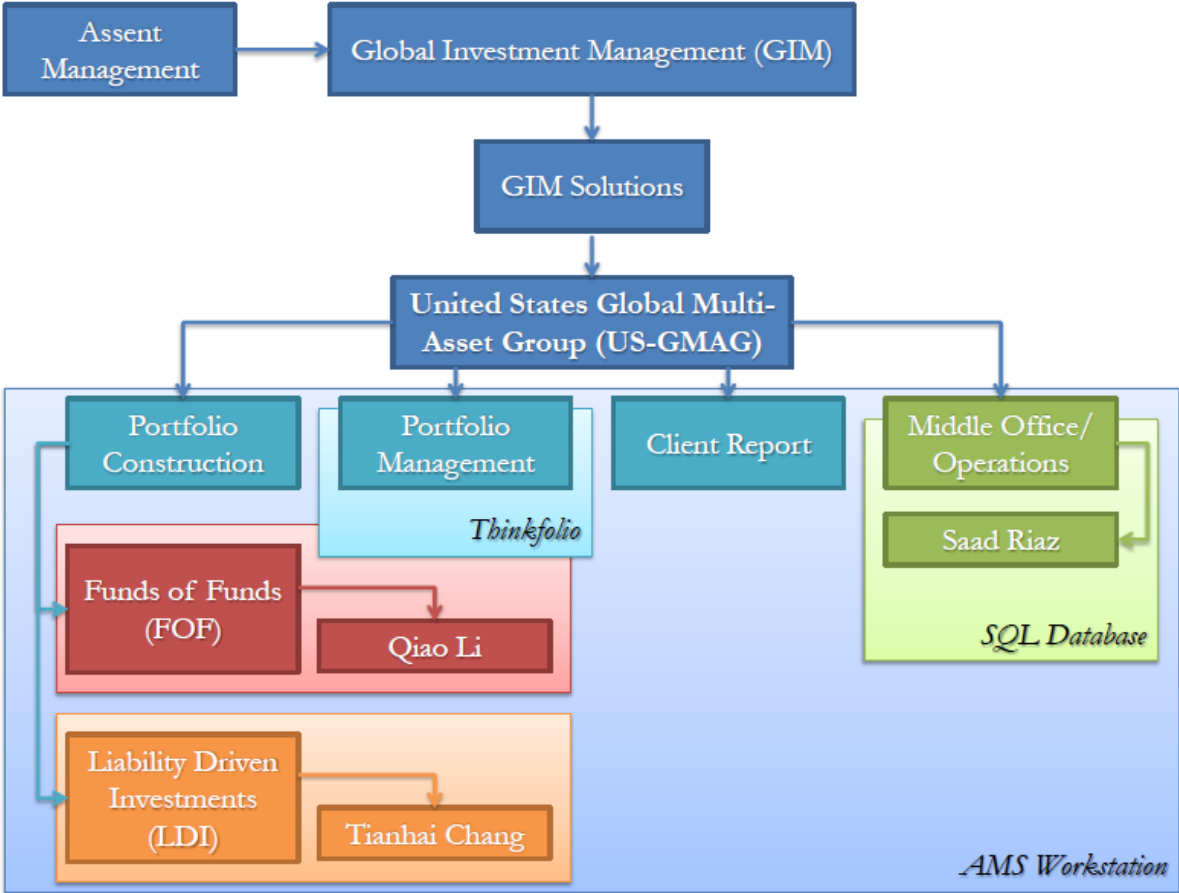 Assent
Management
Global Investment Management (GIM)
GIM Solutions
United States Global Multi-
Asset Group (US-GMAG)
Portfolio
Construction
Portfolio
Management
Client Report
Middle Office/
Operations
Thinkfolio
Saad Riaz
Funds of Funds
(FOF)
Qiao Li
SQL Database
Liability Driven
Investments
(LDI)
Tianhai Chang
AMS Workstation